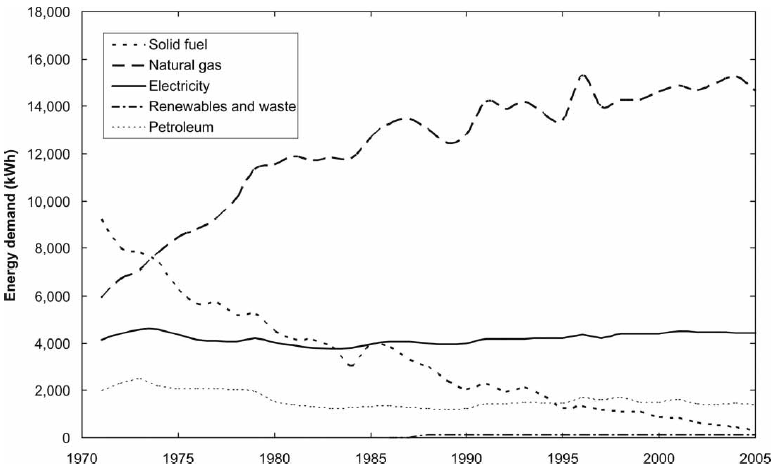 18,000
16,000
14,000
12,000
10,000
8,000
6,000
4,000
2,000
0
Energy demand (kWh)
Solid fuel
Natural gas
Electricity
Renewables and waste
Petroleum
1970 1975 1980 1985 1990 1995 2000 2005